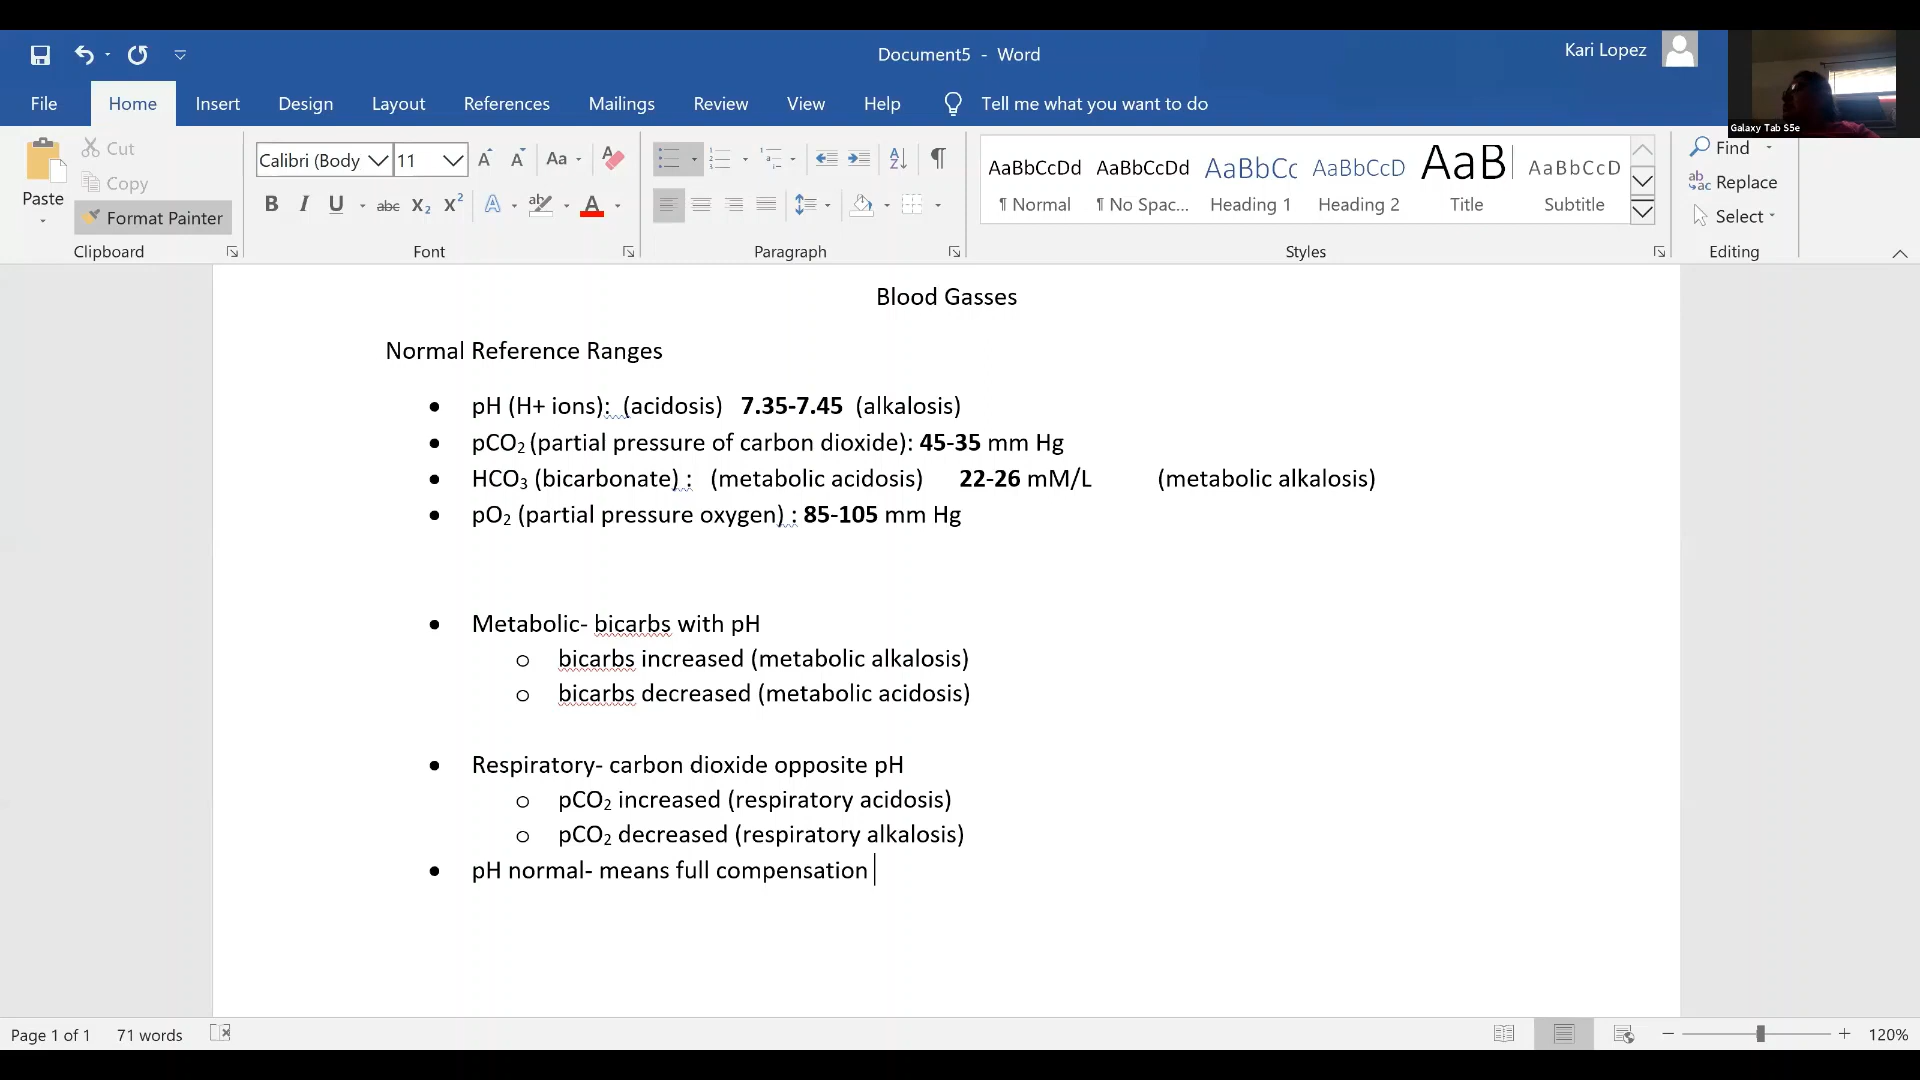 Document5 - Word
Kari Lopez
Galaxy Tab S5e
File Home Insert Design Layout References Mailings Review View Help Tell me what you want to do
Paste
Cut
Copy
Format Painter
Clipboard
Calibri (Body 11
Aa
B I U abc X₂ X² A A
Font
Paragraph
AaBbCcDd AaBbCcDd AaBbCc AaBbCcD AaB AaBbCcD
¶ Normal ¶ No Spac... Heading 1 Heading 2 Title Subtitle
Styles
Find
Replace
Select
Editing
Blood Gasses
Normal Reference Ranges
• pH (H+ ions): (acidosis) 7.35-7.45 (alkalosis)
• pCO₂ (partial pressure of carbon dioxide): 45-35 mm Hg
• HCO₃ (bicarbonate) : (metabolic acidosis) 22-26 mM/L (metabolic alkalosis)
• pO₂ (partial pressure oxygen) : 85-105 mm Hg
• Metabolic- bicarbs with pH
o bicarbs increased (metabolic alkalosis)
o bicarbs decreased (metabolic acidosis)
• Respiratory- carbon dioxide opposite pH
o pCO₂ increased (respiratory acidosis)
o pCO₂ decreased (respiratory alkalosis)
• pH normal- means full compensation
Page 1 of 1 71 words 120%